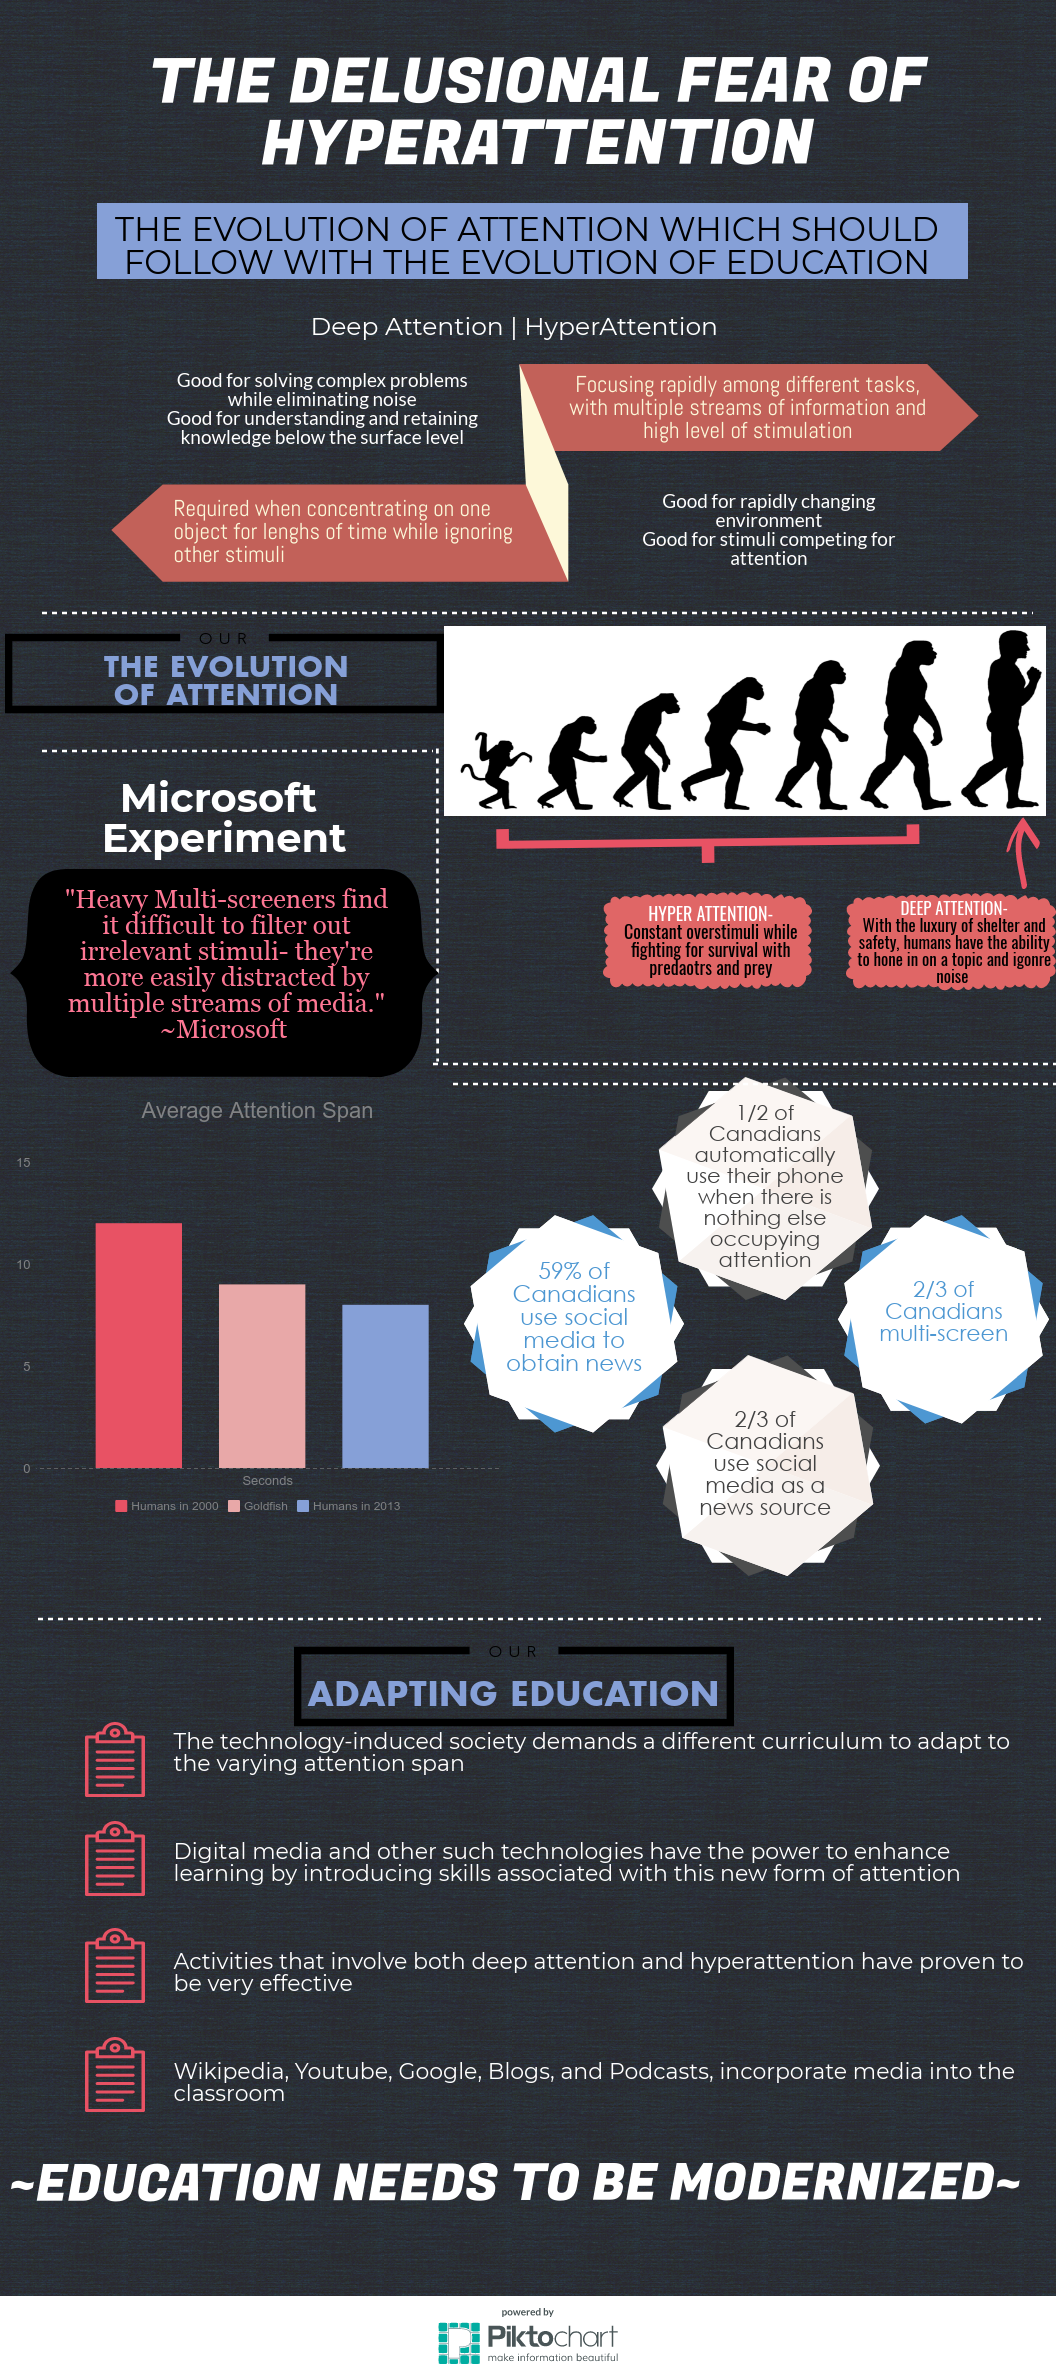 THE DELUSIONAL FEAR OF
HYPERATTENTION
THE EVOLUTION OF ATTENTION WHICH SHOULD
FOLLOW WITH THE EVOLUTION OF EDUCATION
Deep Attention | HyperAttention
Good for solving complex problems
while eliminating noise
Good for understanding and retaining
knowledge below the surface level
Focusing rapidly among different tasks,
with multiple streams of information and
high level of stimulation
Required when concentrating on one
object for lenghs of time while ignoring
other stimuli
Good for rapidly changing
environment
Good for stimuli competing for
attention
OUR
THE EVOLUTION
OF ATTENTION
Microsoft
Experiment
"Heavy Multi-screeners find
it difficult to filter out
irrelevant stimuli- they're
more easily distracted by
multiple streams of media."
~Microsoft
HYPER ATTENTION-
Constant overstimuli while
fighting for survival with
predaotrs and prey
DEEP ATTENTION-
With the luxury of shelter and
safety, humans have the ability
to hone in on a topic and igonre
noise
Average Attention Span
15
10
5
0
Seconds
Humans in 2000
Goldfish
Humans in 2013
1/2 of
Canadians
automatically
use their phone
when there is
nothing else
occupying
attention
59% of
Canadians
use social
media to
obtain news
2/3 of
Canadians
multi-screen
2/3 of
Canadians
use social
media as a
news source
OUR
ADAPTING EDUCATION
The technology-induced society demands a different curriculum to adapt to
the varying attention span
Digital media and other such technologies have the power to enhance
learning by introducing skills associated with this new form of attention
Activities that involve both deep attention and hyperattention have proven to
be very effective
Wikipedia, Youtube, Google, Blogs, and Podcasts, incorporate media into the
classroom
~EDUCATION NEEDS TO BE MODERNIZED~
powered by
Piktochart
make information beautiful